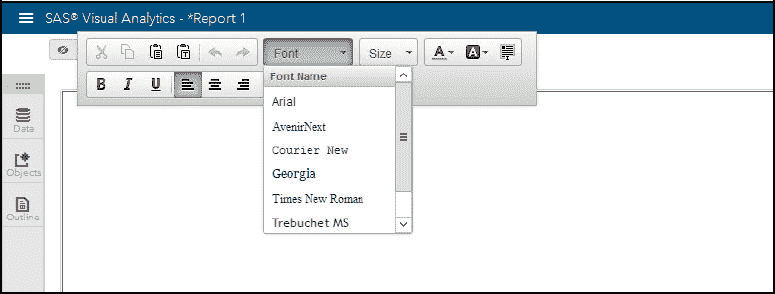 SAS® Visual Analytics - *Report 1
Font Size A A
B I U
Font Name
Arial
AvenirNext
Courier New
Georgia
Times New Roman
Trebuchet MS
Data
Objects
Outline